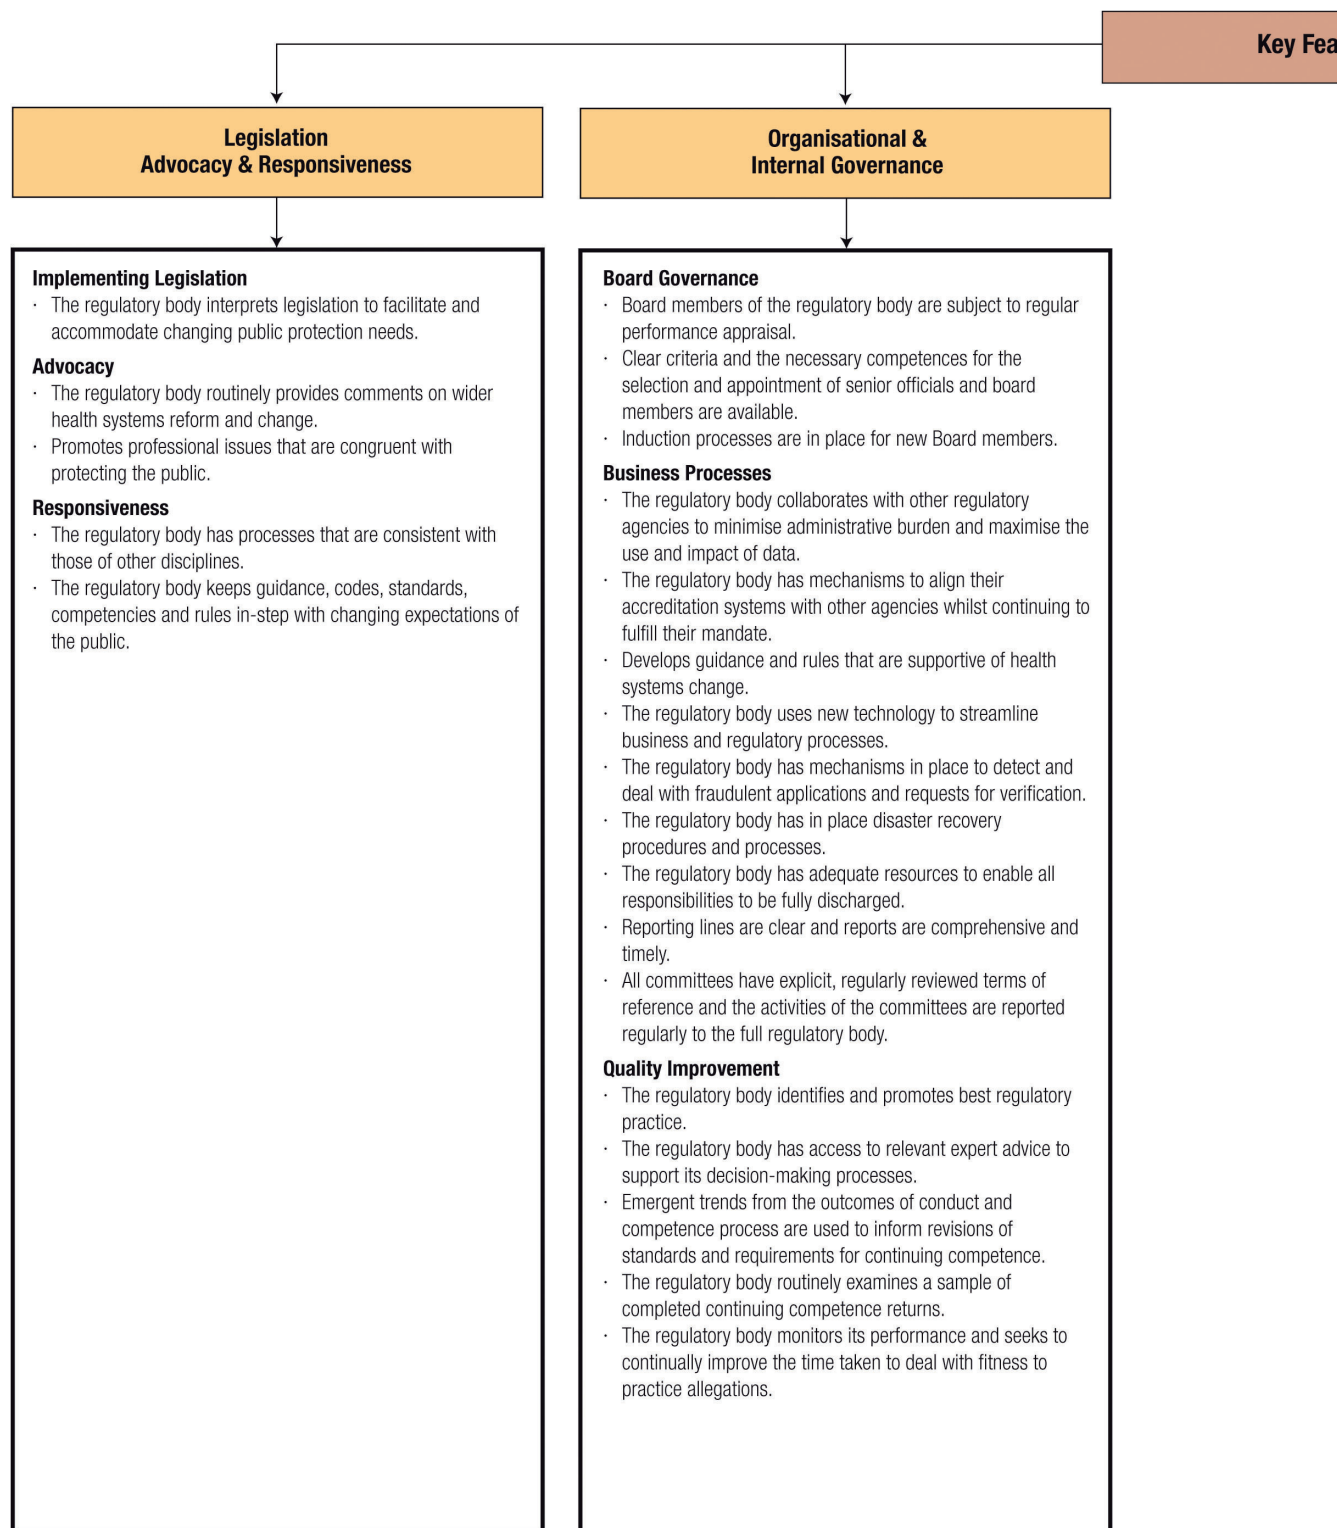 Key Fea
Legislation
Advocacy & Responsiveness
Organisational &
Internal Governance
Implementing Legislation
· The regulatory body interprets legislation to facilitate and
accommodate changing public protection needs.
Advocacy
· The regulatory body routinely provides comments on wider
health systems reform and change.
· Promotes professional issues that are congruent with
protecting the public.
Responsiveness
· The regulatory body has processes that are consistent with
those of other disciplines.
· The regulatory body keeps guidance, codes, standards,
competencies and rules in-step with changing expectations of
the public.
Board Governance
· Board members of the regulatory body are subject to regular
performance appraisal.
· Clear criteria and the necessary competences for the
selection and appointment of senior officials and board
members are available.
· Induction processes are in place for new Board members.
Business Processes
· The regulatory body collaborates with other regulatory
agencies to minimise administrative burden and maximise the
use and impact of data.
· The regulatory body has mechanisms to align their
accreditation systems with other agencies whilst continuing to
fulfill their mandate.
· Develops guidance and rules that are supportive of health
systems change.
· The regulatory body uses new technology to streamline
business and regulatory processes.
· The regulatory body has mechanisms in place to detect and
deal with fraudulent applications and requests for verification.
· The regulatory body has in place disaster recovery
procedures and processes.
· The regulatory body has adequate resources to enable all
responsibilities to be fully discharged.
· Reporting lines are clear and reports are comprehensive and
timely.
· All committees have explicit, regularly reviewed terms of
reference and the activities of the committees are reported
regularly to the full regulatory body.
Quality Improvement
· The regulatory body identifies and promotes best regulatory
practice.
· The regulatory body has access to relevant expert advice to
support its decision-making processes.
· Emergent trends from the outcomes of conduct and
competence process are used to inform revisions of
standards and requirements for continuing competence.
· The regulatory body routinely examines a sample of
completed continuing competence returns.
· The regulatory body monitors its performance and seeks to
continually improve the time taken to deal with fitness to
practice allegations.